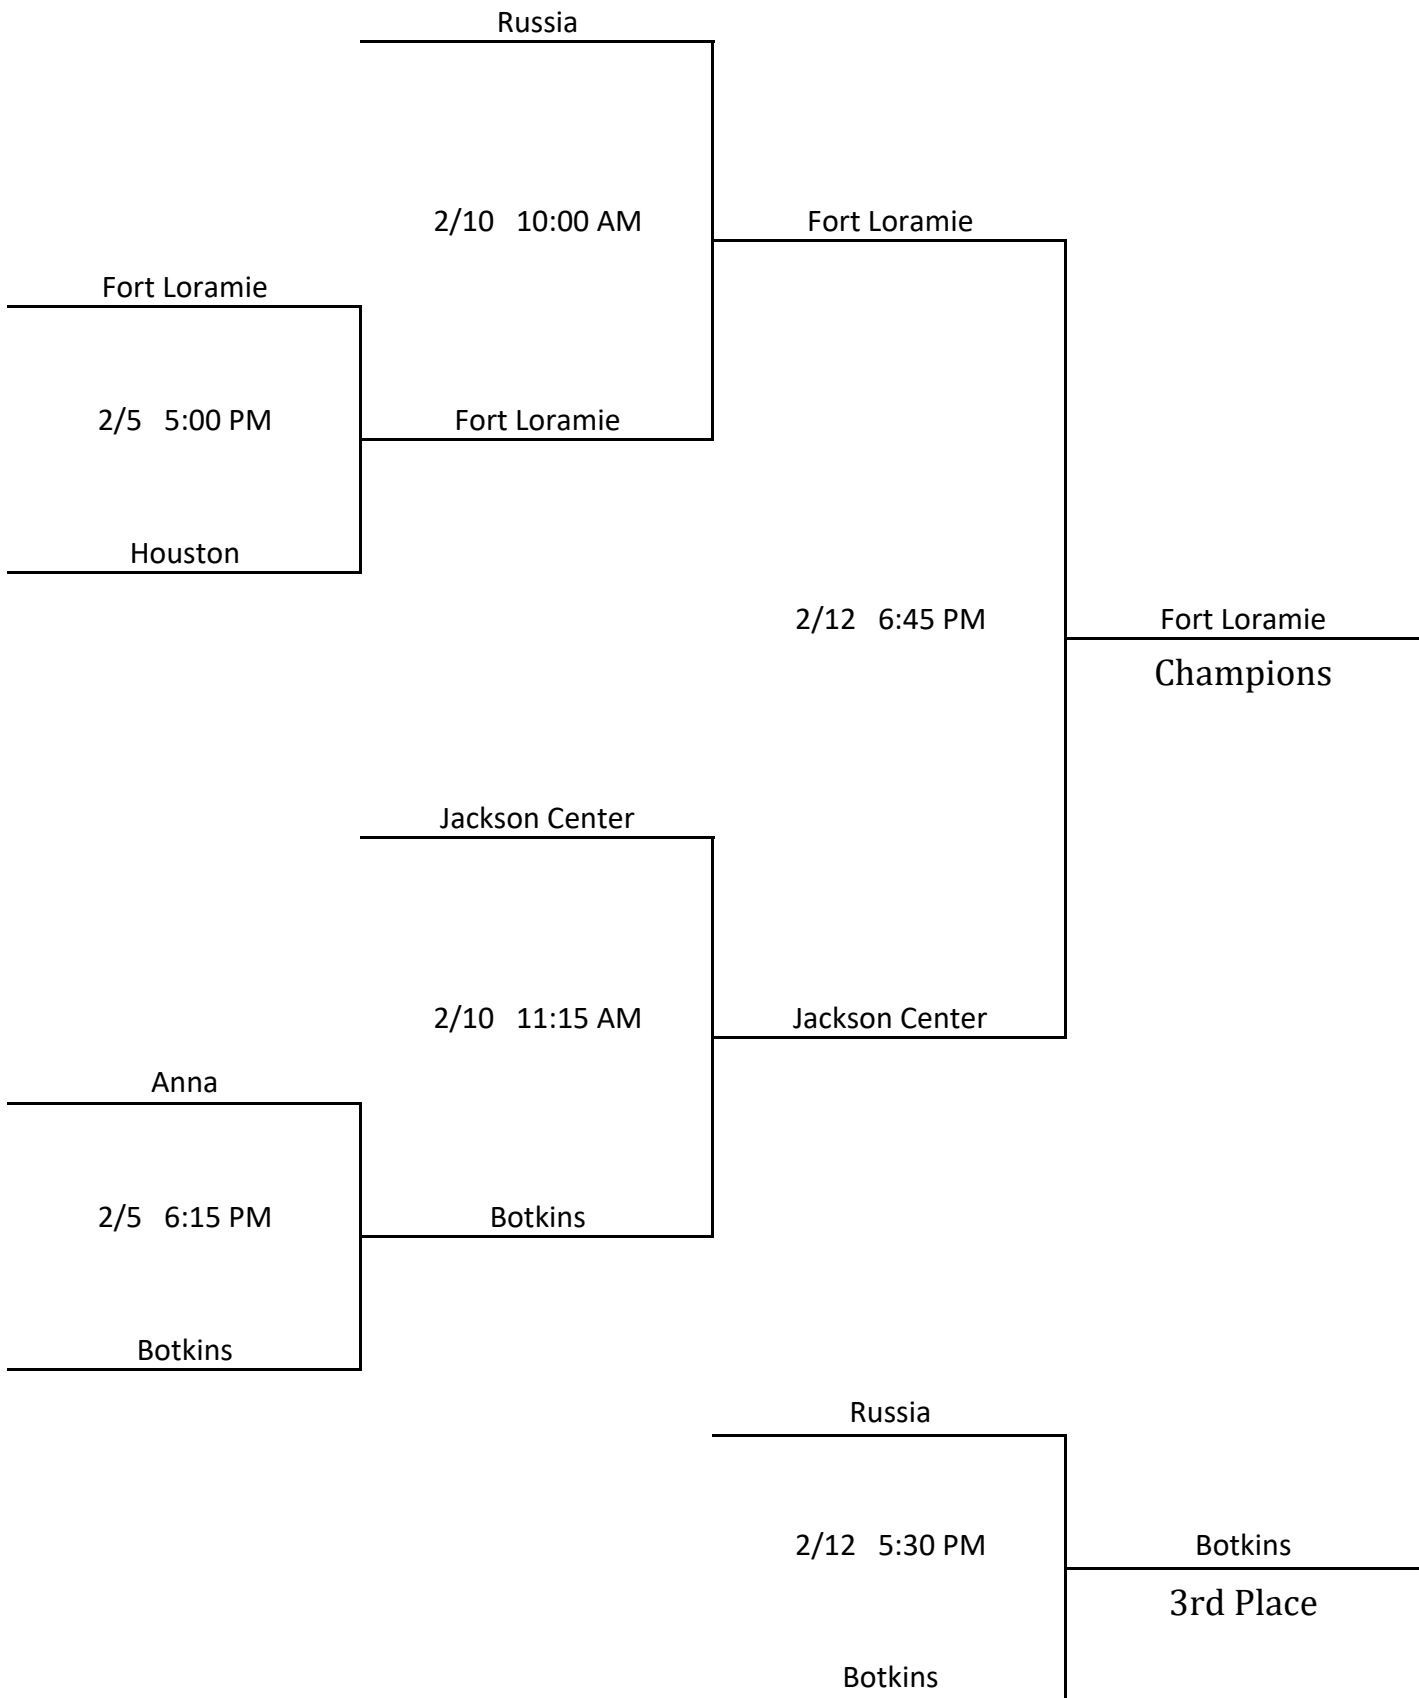 Russia
2/10 10:00 AM
Fort Loramie
Fort Loramie
2/5 5:00 PM
Fort Loramie
Houston
2/12 6:45 PM
Fort Loramie
Champions
Jackson Center
2/10 11:15 AM
Jackson Center
Anna
2/5 6:15 PM
Botkins
Botkins
Russia
2/12 5:30 PM
Botkins
3rd Place
Botkins